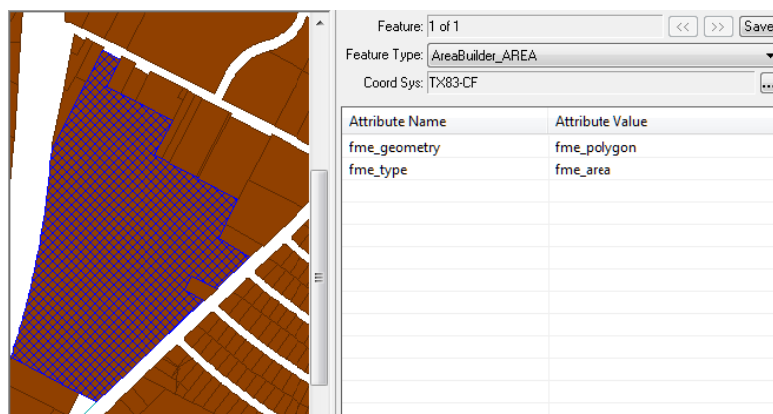 Feature: 1 of 1 << >> Save
Feature Type: AreaBuilder_AREA
Coord Sys: TX83-CF ...
Attribute Name Attribute Value
fme_geometry fme_polygon
fme_type fme_area